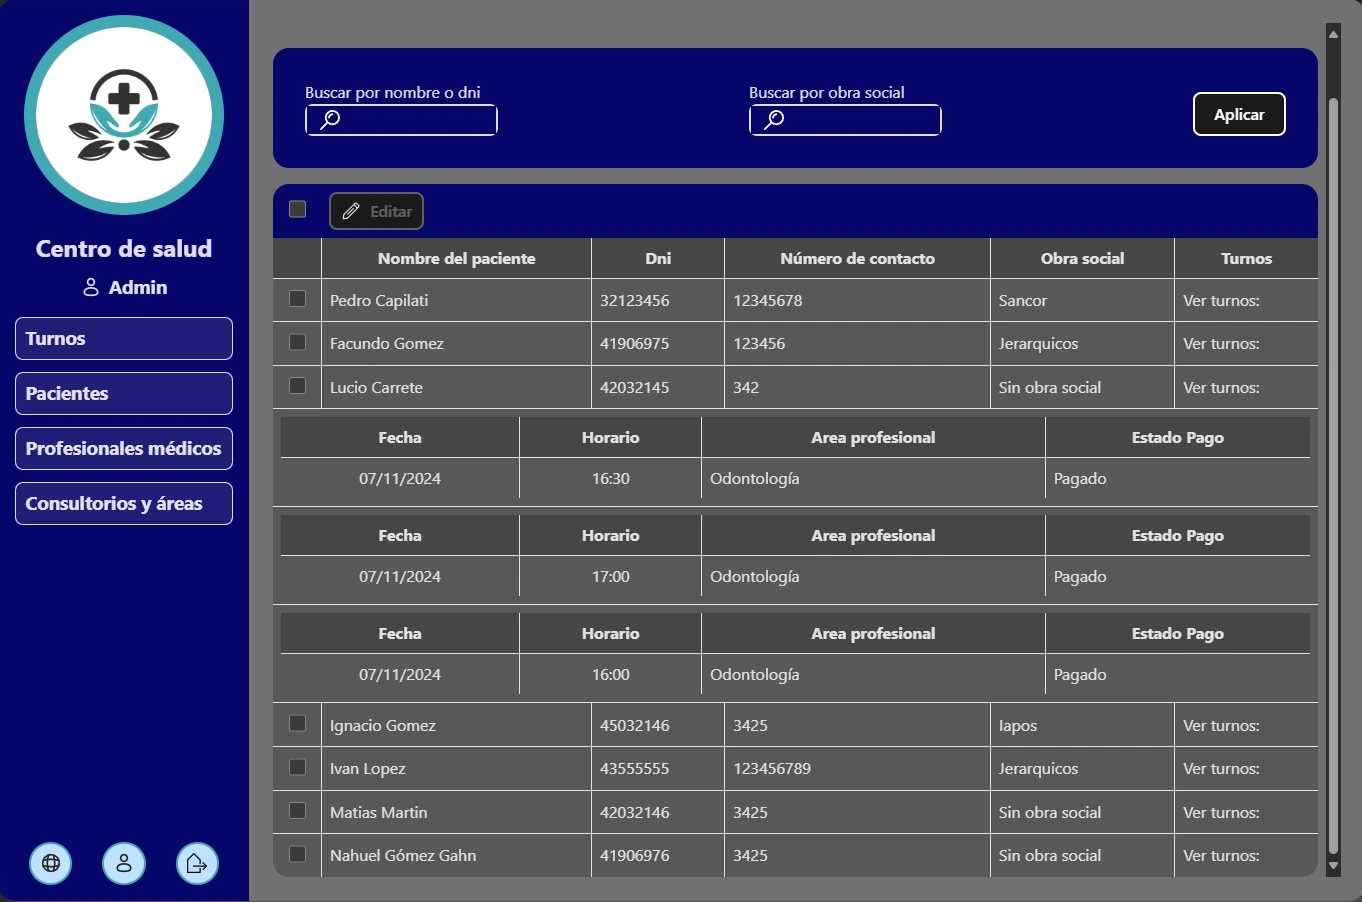 Centro de salud
Admin
Turnos
Pacientes
Profesionales médicos
Consultorios y áreas
Buscar por nombre o dni
Buscar por obra social
Aplicar
Editar
Nombre del paciente Dni Número de contacto Obra social Turnos
Pedro Capilati 32123456 12345678 Sancor Ver turnos:
Facundo Gomez 41906975 123456 Jerarquicos Ver turnos:
Lucio Carrete 42032145 342 Sin obra social Ver turnos:
Fecha Horario Area profesional Estado Pago
07/11/2024 16:30 Odontología Pagado
Fecha Horario Area profesional Estado Pago
07/11/2024 17:00 Odontología Pagado
Fecha Horario Area profesional Estado Pago
07/11/2024 16:00 Odontología Pagado
Ignacio Gomez 45032146 3425 Iapos Ver turnos:
Ivan Lopez 43555555 123456789 Jerarquicos Ver turnos:
Matias Martin 42032146 3425 Sin obra social Ver turnos:
Nahuel Gómez Gahn 41906976 3425 Sin obra social Ver turnos: